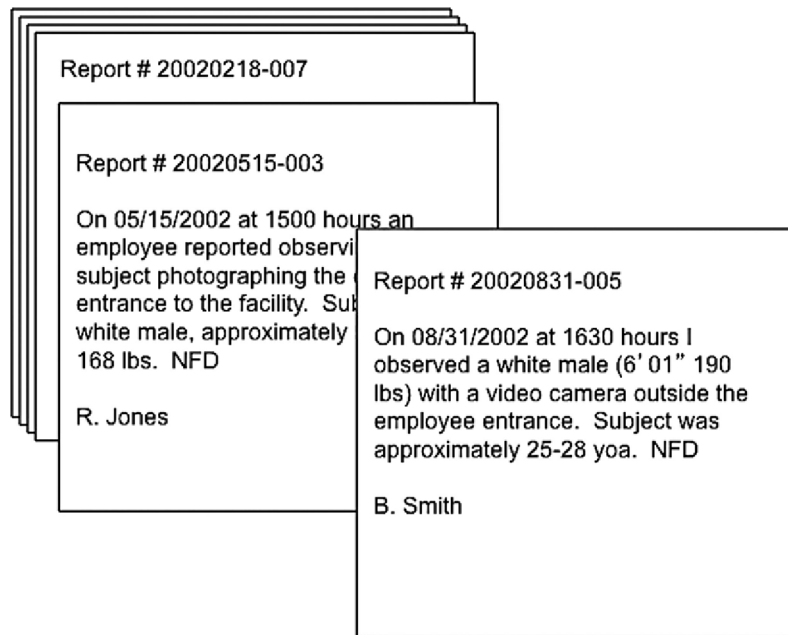 Report # 20020218-007
Report # 20020515-003
On 05/15/2002 at 1500 hours an
employee reported
subject photographing the
entrance to the facility.
white male, approximately
168 lbs. NFD
R. Jones
Report # 20020831-005
On 08/31/2002 at 1630 hours I
observed a white male (6’ 01” 190
lbs) with a video camera outside the
employee entrance. Subject was
approximately 25-28 yoa. NFD
B. Smith